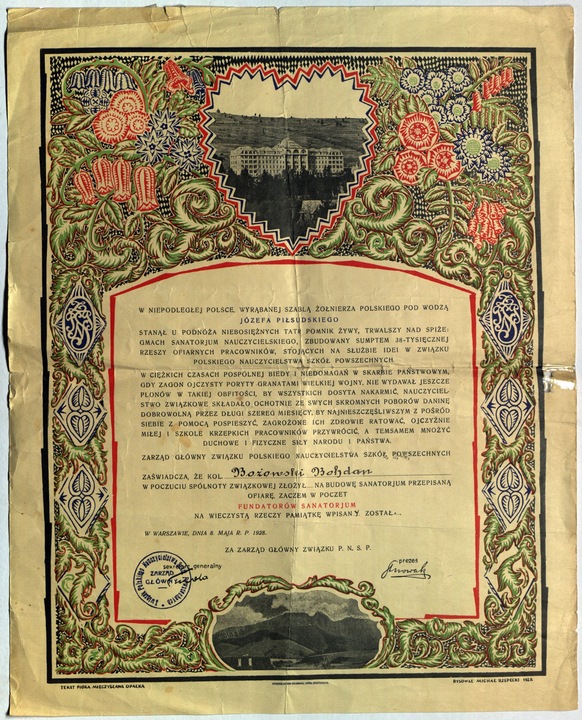 W NIEPODLEGŁEJ POLSCE, WYRĄBANEJ SZABLĄ ŻOŁNIERZA POLSKIEGO POD WODZĄ
JÓZEFA PIŁSUDSKIEGO
STANĄŁ U PODNÓŻA NIEBOSIĘŻNYCH TATR POMNIK ŻYWY, TRWALSZY NAD SPIŻE:
GMACH SANATORJUM NAUCZYCIELSKIEGO, ZBUDOWANY SUMPTEM 38-TYSIĘCZNEJ
RZESZY OFIARNYCH PRACOWNIKÓW, STOJĄCYCH NA SŁUŻBIE IDEI W ZWIĄZKU
POLSKIEGO NAUCZYCIELSTWA SZKÓŁ POWSZECHNYCH.
W CIĘŻKICH CZASACH POSPÓLNEJ BIEDY I NIEDOMAGAŃ W SKARBIE PAŃSTWOWYM,
GDY ZAGON OJCZYSTY PORYTY GRANATAMI WIELKIEJ WOJNY, NIE WYDAWAŁ JESZCZE
PLONÓW W TAKIEJ OBFITOŚCI, BY WSZYSTKICH DOSYTA NAKARMIĆ, NAUCZYCIEL-
STWO ZWIĄZKOWE SKŁADAŁO OCHOTNIE ZE SWYCH SKROMNYCH POBORÓW DANINĘ
DOBROWOLNĄ PRZEZ DŁUGI SZEREG MIESIĘCY, BY NAJNIESZCZĘŚLIWSZYM Z POŚRÓD
SIEBIE Z POMOCĄ POSPIESZYĆ, ZAGROŻONE ICH ZDROWIE RATOWAĆ, OJCZYŹNIE
MIŁEJ I SZKOLE KRZEPKICH PRACOWNIKÓW PRZYWRÓCIĆ, A TEMSAMEM MNOŻYĆ
DUCHOWE I FIZYCZNE SIŁY NARODU I PAŃSTWA.
ZARZĄD GŁÓWNY ZWIĄZKU POLSKIEGO NAUCZYCIELSTWA SZKÓŁ POWSZECHNYCH
ZAŚWIADCZA, ŻE KOL. Bożowski Bohdan
W POCZUCIU SPÓLNOTY ZWIĄZKOWEJ ZŁOŻYŁ... NA BUDOWĘ SANATORJUM PRZEPISANĄ
OFIARĘ, ZACZEM W POCZET
FUNDATORÓW SANATORJUM
NA WIECZYSTĄ RZECZY PAMIĄTKĘ WPISANY ZOSTAŁ...
W WARSZAWIE, DNIA 8. MAJA R. P. 1928.
ZA ZARZĄD GŁÓWNY ZWIĄZKU P. N. S. P.
sekretarz generalny
prezes
SNowak
ZARZĄD
GŁÓWNY
TEKST PIÓRA MIECZYSŁAWA OPAŁKA
RYSOWAŁ MICHAŁ RZEPECKI 1928